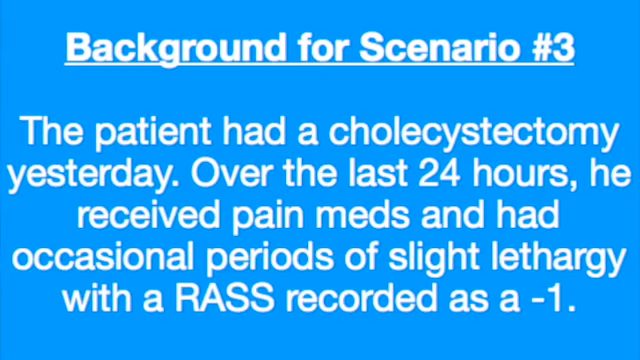 Background for Scenario #3
The patient had a cholecystectomy
yesterday. Over the last 24 hours, he
received pain meds and had
occasional periods of slight lethargy
with a RASS recorded as a -1.